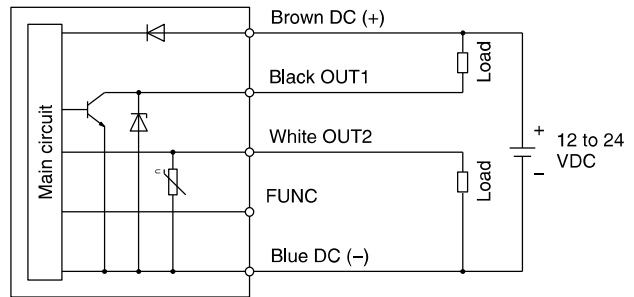 Brown DC (+)
Load
Black OUT1
Main circuit
White OUT2
+
12 to 24
VDC
–
U
Load
FUNC
Blue DC (–)